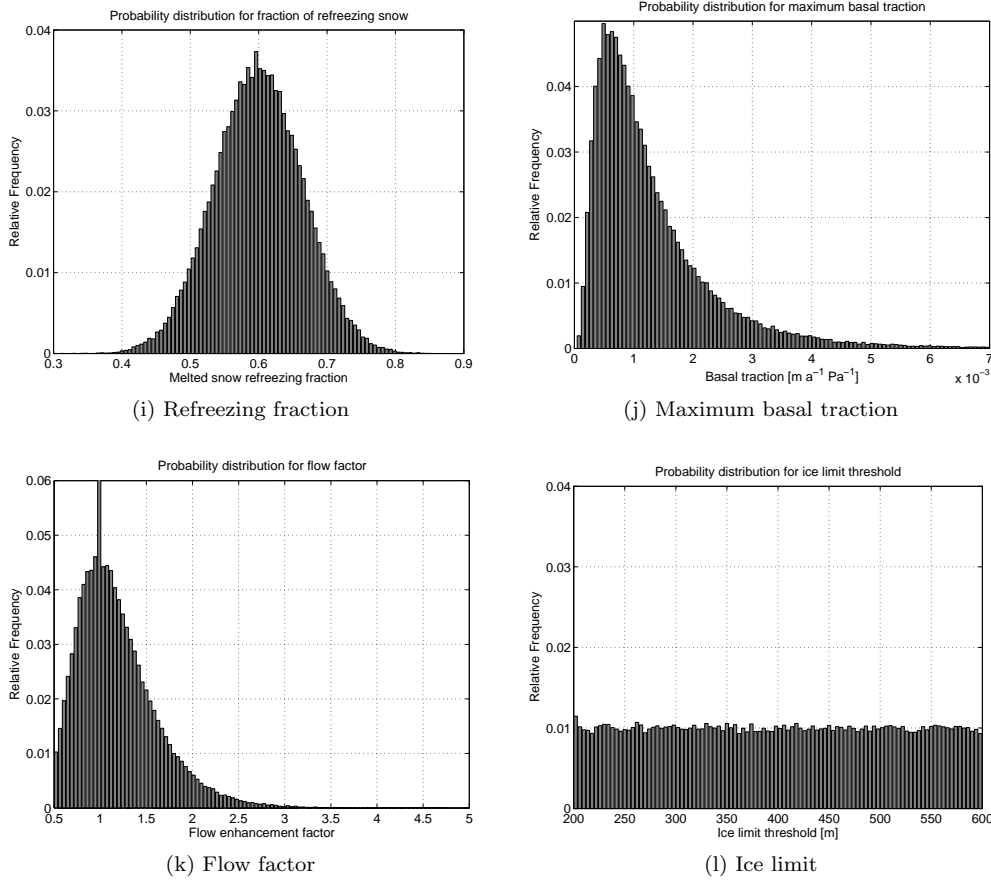 Probability distribution for fraction of refreezing snow
Relative Frequency
0.04
0.03
0.02
0.01
0
0.3 0.4 0.5 0.6 0.7 0.8 0.9
Melted snow refreezing fraction
(i) Refreezing fraction
Probability distribution for maximum basal traction
Relative Frequency
0.04
0.03
0.02
0.01
0
0 1 2 3 4 5 6 7
Basal traction [m a⁻¹ Pa⁻¹]
x 10⁻³
(j) Maximum basal traction
Probability distribution for flow factor
Relative Frequency
0.06
0.05
0.04
0.03
0.02
0.01
0
0.5 1 1.5 2 2.5 3 3.5 4 4.5 5
Flow enhancement factor
(k) Flow factor
Probability distribution for ice limit threshold
Relative Frequency
0.04
0.03
0.02
0.01
0
200 250 300 350 400 450 500 550 600
Ice limit threshold [m]
(l) Ice limit